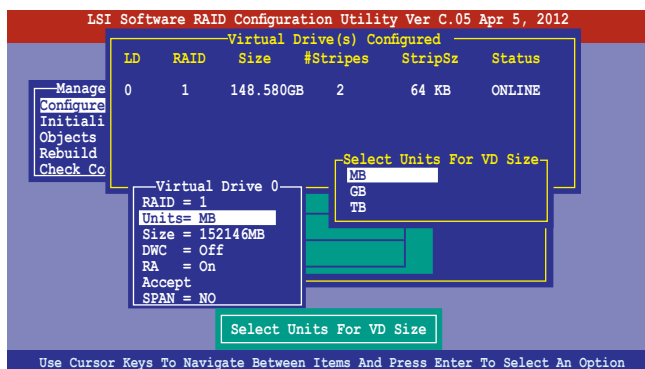 LSI Software RAID Configuration Utility Ver C.05 Apr 5, 2012
Virtual Drive(s) Configured
LD RAID Size #Stripes StripSz Status
0 1 148.580GB 2 64 KB ONLINE
Manage
Configure
Initiali
Objects
Rebuild
Check Co
Select Units For VD Size
MB
GB
TB
Virtual Drive 0
RAID = 1
Units= MB
Size = 152146MB
DWC = Off
RA = On
Accept
SPAN = NO
Select Units For VD Size
Use Cursor Keys To Navigate Between Items And Press Enter To Select An Option